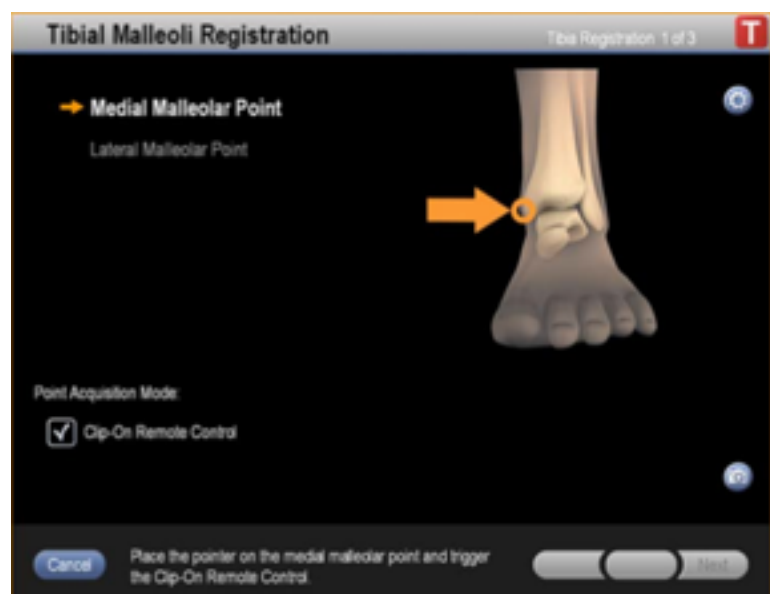 Tibial Malleoli Registration
Tibia Registration 1 of 3
T
Medial Malleolar Point
Lateral Malleolar Point
Point Acquisition Mode:
Clip-On Remote Control
Cancel
Place the pointer on the medial malleolar point and trigger
the Clip-On Remote Control.
Next